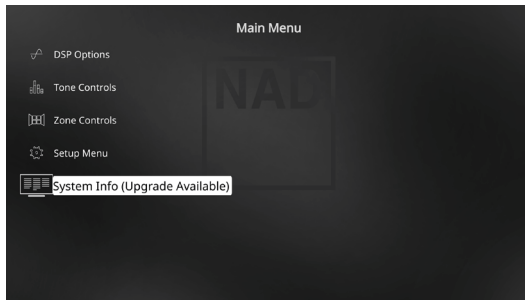 Main Menu
DSP Options
NAD
Tone Controls
Zone Controls
Setup Menu
System Info (Upgrade Available)